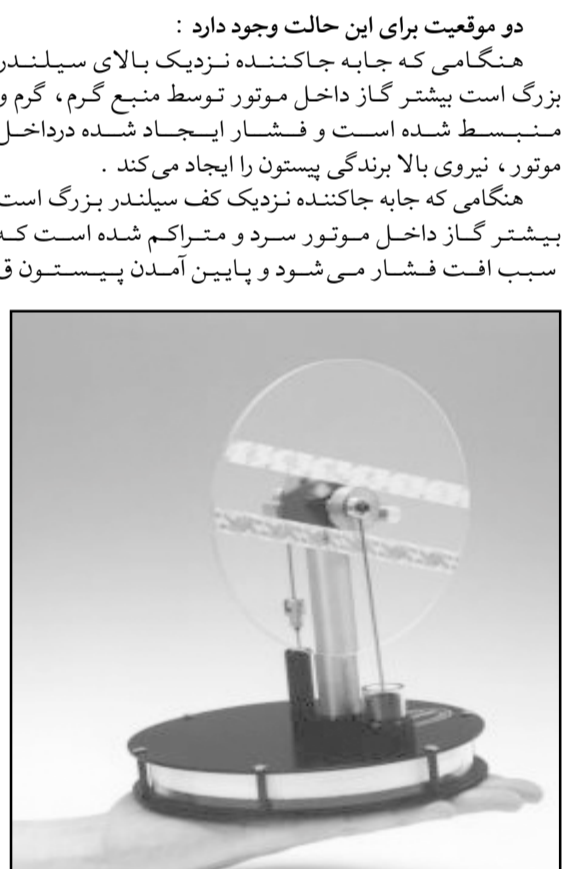 دو موقعیت برای این حالت وجود دارد :
هنگامی که جابه جاکننده نزدیک بالای سیلندر
بزرگ است بیشتر گاز داخل موتور توسط منبع گرم ، گرم و
منبسط شده است و فشار ایجاد شده درداخل
موتور ، نیروی بالا برندگی پیستون را ایجاد می کند .
هنگامی که جابه جاکننده نزدیک کف سیلندر بزرگ است
بیشتر گاز داخل موتور سرد و متراکم شده است که
سبب افت فشار می شود و پایین آمدن پیستون